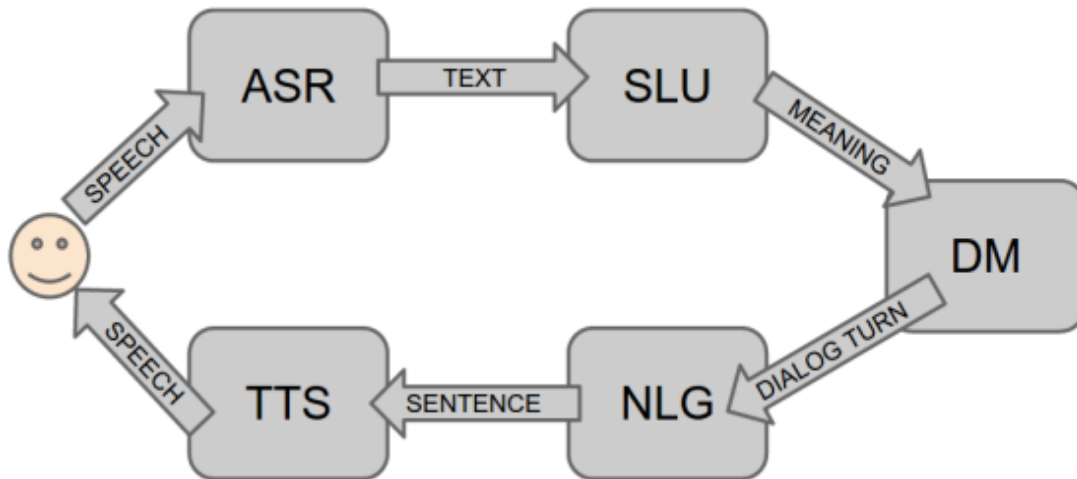 ASR
TEXT
SLU
MEANING
DM
DIALOG TURN
NLG
SENTENCE
TTS
SPEECH
SPEECH